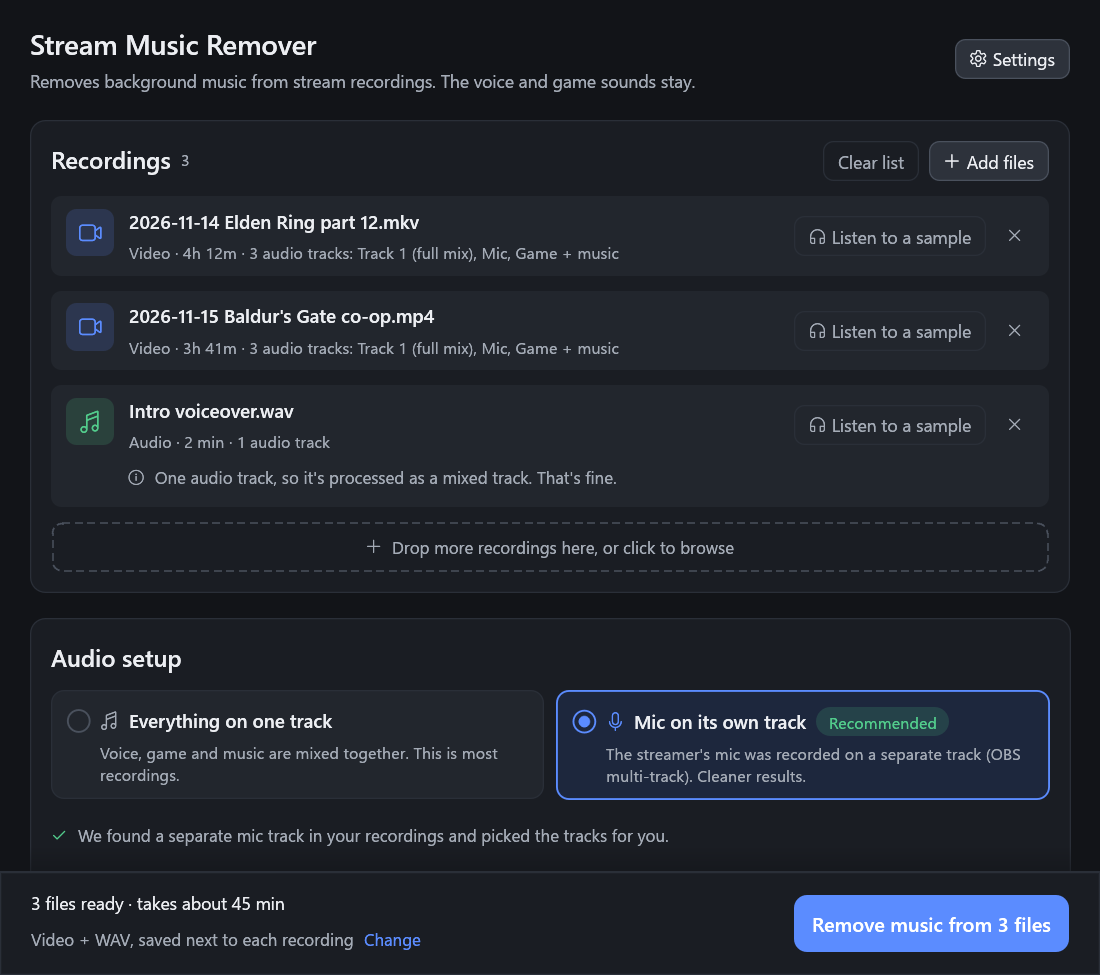 Stream Music Remover
Removes background music from stream recordings. The voice and game sounds stay.
Settings
Recordings 3
Clear list
Add files
2026-11-14 Elden Ring part 12.mkv
Video · 4h 12m · 3 audio tracks: Track 1 (full mix), Mic, Game + music
Listen to a sample
2026-11-15 Baldur's Gate co-op.mp4
Video · 3h 41m · 3 audio tracks: Track 1 (full mix), Mic, Game + music
Listen to a sample
Intro voiceover.wav
Audio · 2 min · 1 audio track
Listen to a sample
One audio track, so it's processed as a mixed track. That's fine.
Drop more recordings here, or click to browse
Audio setup
Everything on one track
Voice, game and music are mixed together. This is most
recordings.
Mic on its own track Recommended
The streamer's mic was recorded on a separate track (OBS
multi-track). Cleaner results.
We found a separate mic track in your recordings and picked the tracks for you.
3 files ready · takes about 45 min
Video + WAV, saved next to each recording Change
Remove music from 3 files